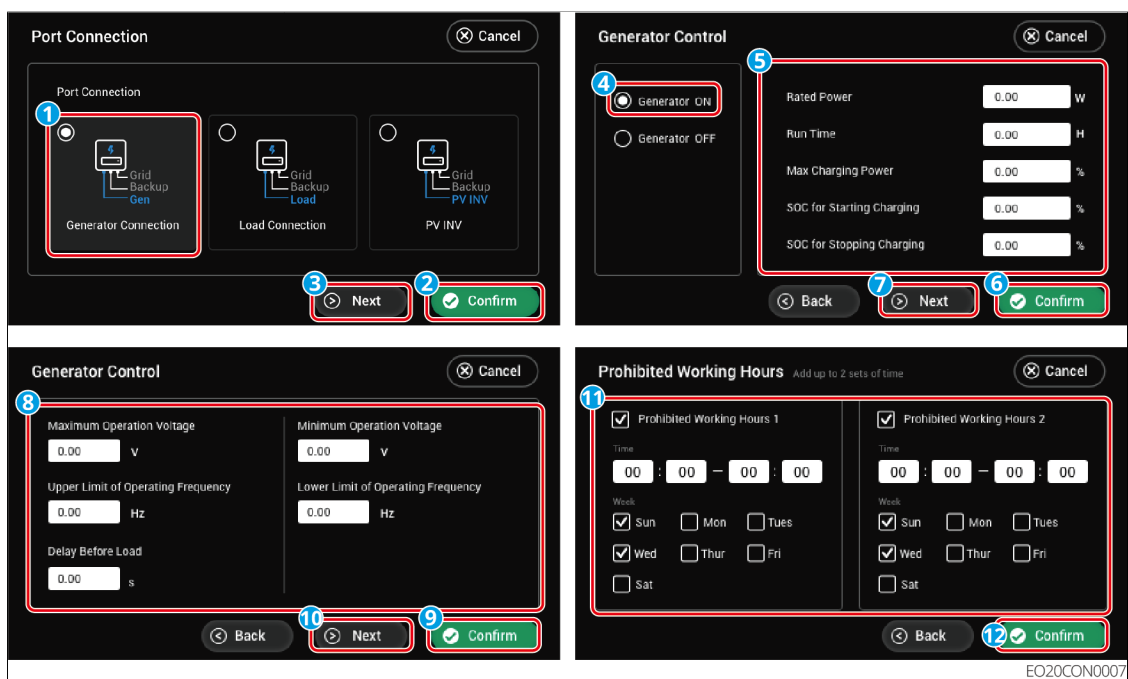 Port Connection
Cancel
Port Connection
1
Grid
Backup
Gen
Generator Connection
Grid
Backup
Load
Load Connection
Grid
Backup
PV INV
PV INV
3 Next
2 Confirm
Generator Control
Cancel
4 Generator ON
Generator OFF
5
Rated Power 0.00 W
Run Time 0.00 H
Max Charging Power 0.00 %
SOC for Starting Charging 0.00 %
SOC for Stopping Charging 0.00 %
Back
7 Next
6 Confirm
Generator Control
Cancel
8
Maximum Operation Voltage
0.00 V
Minimum Operation Voltage
0.00 V
Upper Limit of Operating Frequency
0.00 Hz
Lower Limit of Operating Frequency
0.00 Hz
Delay Before Load
0.00 s
Back
10 Next
9 Confirm
Prohibited Working Hours Add up to 2 sets of time
Cancel
11
Prohibited Working Hours 1
Time
00 : 00 – 00 : 00
Week
Sun Mon Tues
Wed Thur Fri
Sat
Prohibited Working Hours 2
Time
00 : 00 – 00 : 00
Week
Sun Mon Tues
Wed Thur Fri
Sat
Back
12 Confirm
EO20CON0007